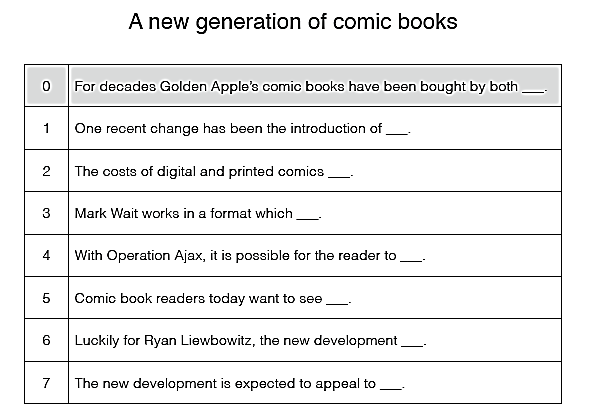 A new generation of comic books
0 For decades Golden Apple's comic books have been bought by both ___.
1 One recent change has been the introduction of ___.
2 The costs of digital and printed comics ___.
3 Mark Wait works in a format which ___.
4 With Operation Ajax, it is possible for the reader to ___.
5 Comic book readers today want to see ___.
6 Luckily for Ryan Liewbowitz, the new development ___.
7 The new development is expected to appeal to ___.